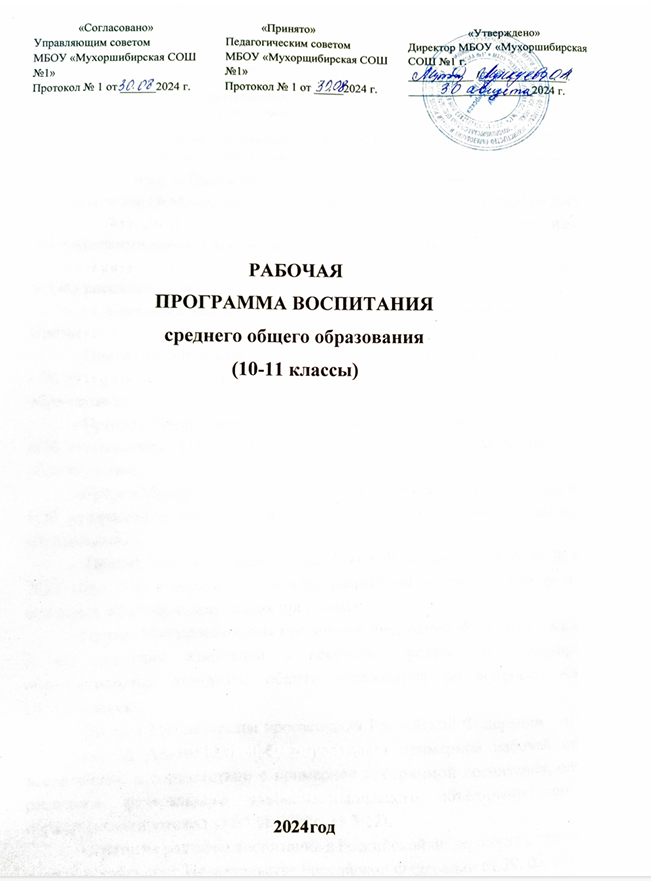 «Согласовано»
Управляющим советом
МБОУ «Мухоршибирская СОШ
№1»
Протокол № 1 от 30.08 2024 г.
«Принято»
Педагогическим советом
МБОУ «Мухоршибирская СОШ
№1»
Протокол № 1 от 30.08 2024 г.
«Утверждено»
Директор МБОУ «Мухоршибирская
СОШ №1 г.
30 августа 2024 г.
РАБОЧАЯ
ПРОГРАММА ВОСПИТАНИЯ
среднего общего образования
(10-11 классы)
2024год